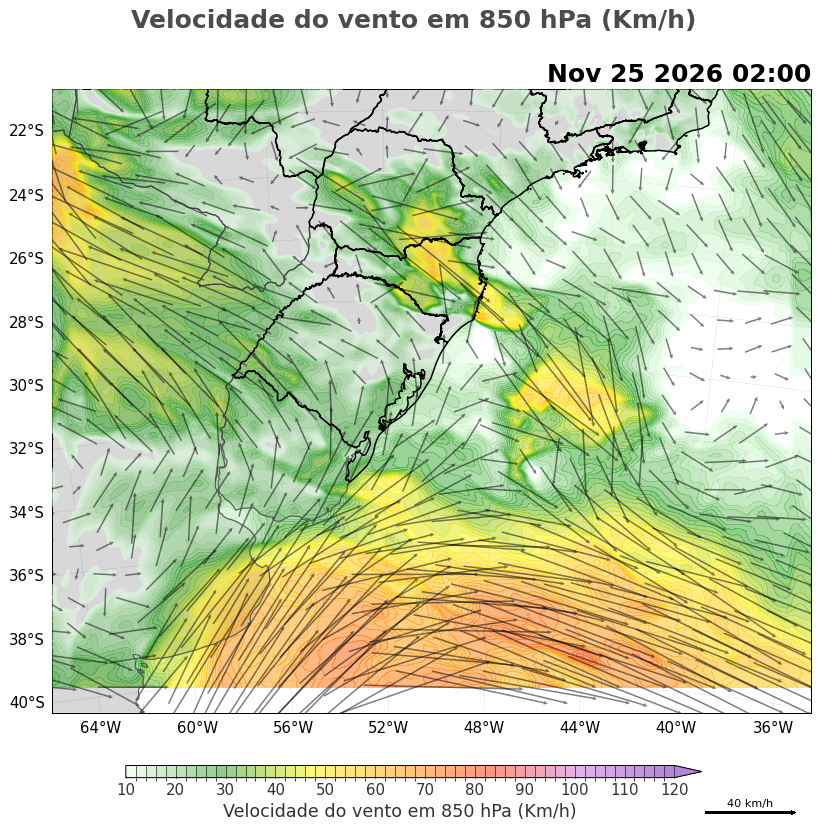 Velocidade do vento em 850 hPa (Km/h)
Nov 25 2026 02:00
22°S
24°S
26°S
28°S
30°S
32°S
34°S
36°S
38°S
40°S
64°W 60°W 56°W 52°W 48°W 44°W 40°W 36°W
10 20 30 40 50 60 70 80 90 100 110 120
Velocidade do vento em 850 hPa (Km/h)
40 km/h